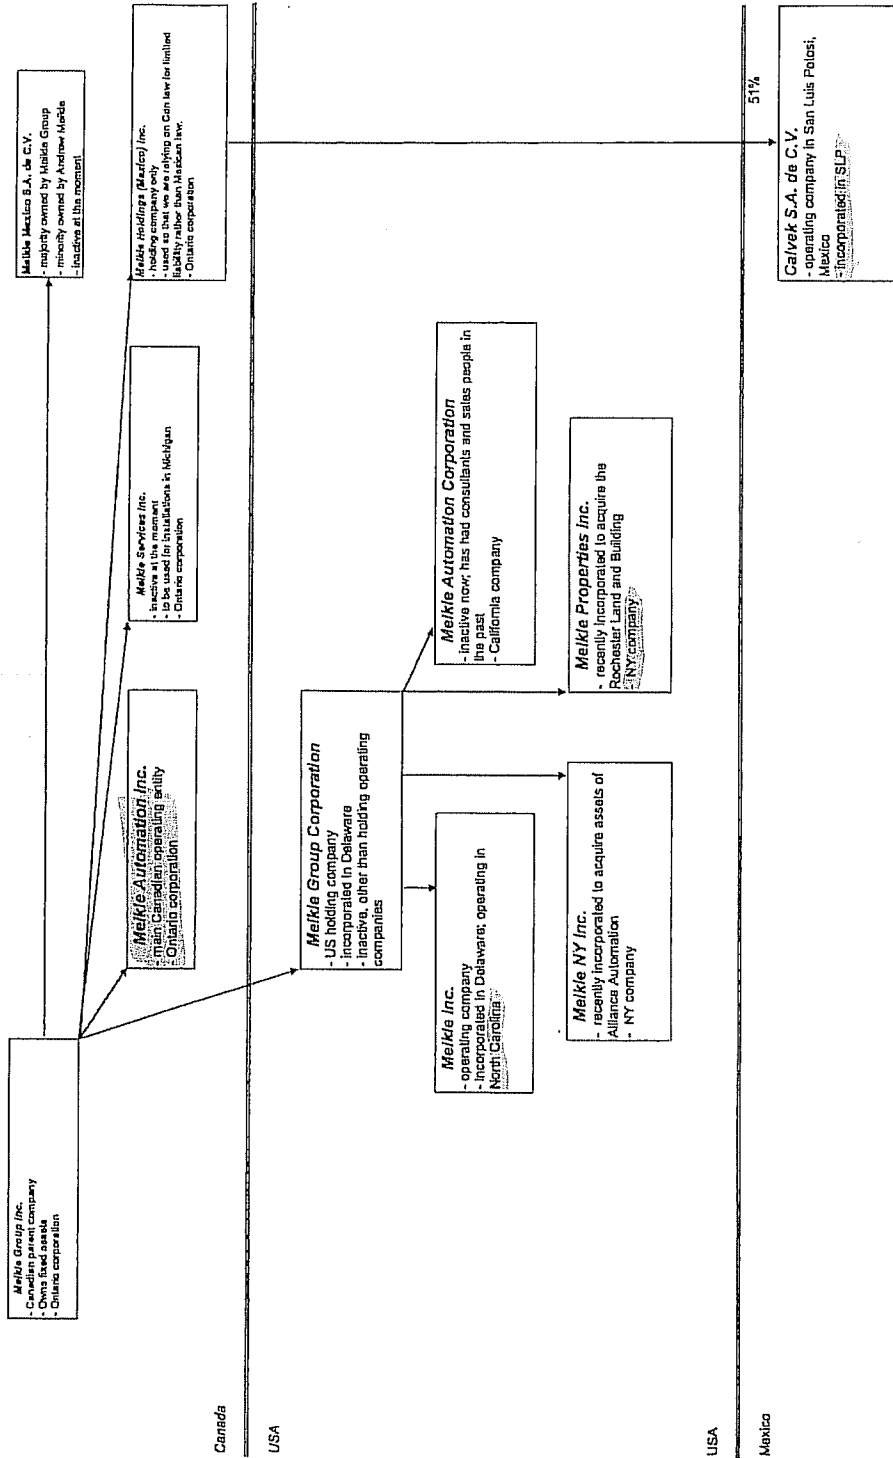 Meikle Group Inc.
- Canadian parent company
- Owns fixed assets
- Ontario corporation
Meikle Mexico S.A. de C.V.
- majority owned by Meikle Group
- minority owned by Andrew Meikle
- inactive at the moment
Meikle Automation Inc.
- main Canadian operating entity
- Ontario corporation
Meikle Services Inc.
- inactive at the moment
- to be used for installations in Michigan
- Ontario corporation
Meikle Holdings (Mexico) Inc.
- holding company only
- used so that we are relying on Cdn law for limited
liability rather than Mexican law.
- Ontario corporation
Canada
USA
Meikle Group Corporation
- US holding company
- incorporated in Delaware
- inactive, other than holding operating
companies
Meikle Inc.
- operating company
- incorporated in Delaware; operating in
North Carolina
Meikle Automation Corporation
- inactive now; has had consultants and sales people in
the past
- California company
Meikle NY Inc.
- recently incorporated to acquire assets of
Alliance Automation
- NY company
Meikle Properties Inc.
- recently incorporated to acquire the
Rochester Land and Building
- NY company
USA
Mexico
51%
Calvek S.A. de C.V.
- operating company in San Luis Potosi,
Mexico
- incorporated in SLP